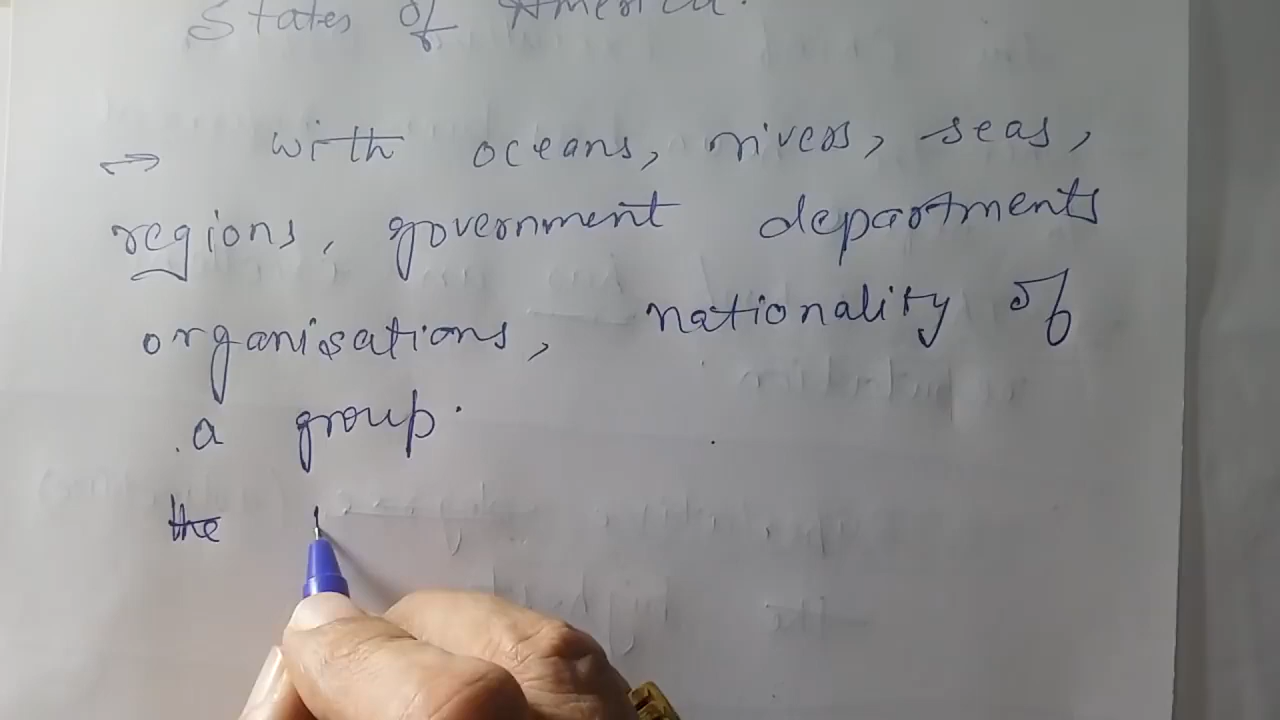 States of America.
⇒ with oceans, rivers, seas,
regions, government departments
organisations, nationality of
a group.
the